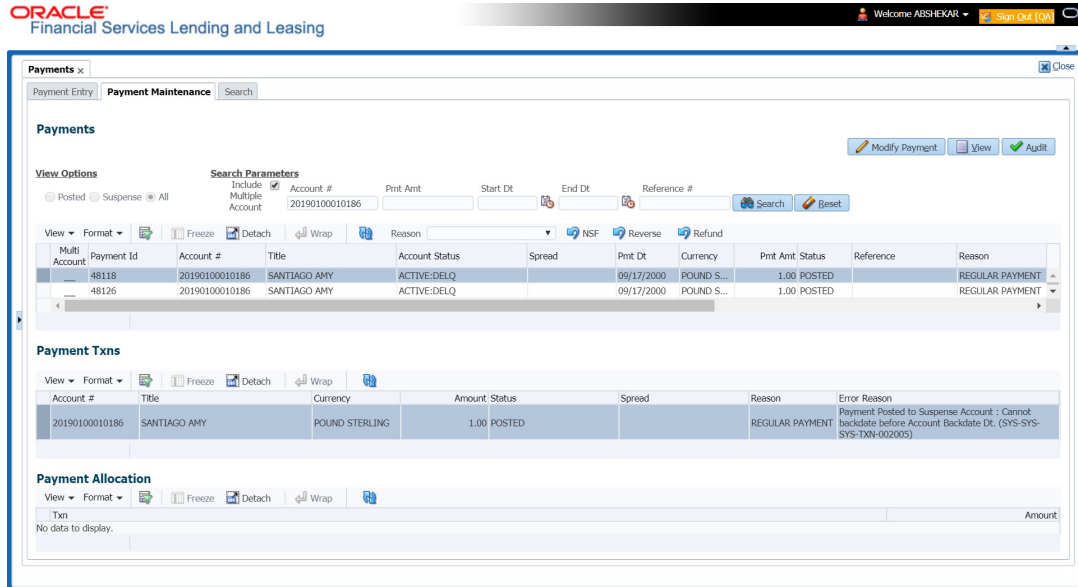 ORACLE®
Financial Services Lending and Leasing
Welcome ABSHEKAR
Sign Out [QA]
Payments x
Close
Payment Entry Payment Maintenance Search
Payments
Modify Payment View Audit
View Options
Search Parameters
Posted Suspense All
Include Multiple Account
Account #
20190100010186
Pmt Amt
Start Dt
End Dt
Reference #
Search Reset
View Format Freeze Detach Wrap Reason NSF Reverse Refund
Multi Account Payment Id Account # Title Account Status Spread Pmt Dt Currency Pmt Amt Status Reference Reason
48118 20190100010186 SANTIAGO AMY ACTIVE:DELQ 09/17/2000 POUND S... 1.00 POSTED REGULAR PAYMENT
48126 20190100010186 SANTIAGO AMY ACTIVE:DELQ 09/17/2000 POUND S... 1.00 POSTED REGULAR PAYMENT
Payment Txns
View Format Freeze Detach Wrap
Account # Title Currency Amount Status Spread Reason Error Reason
20190100010186 SANTIAGO AMY POUND STERLING 1.00 POSTED REGULAR PAYMENT Payment Posted to Suspense Account : Cannot
backdate before Account Backdate Dt. (SYS-SYS-
SYS-TXN-002005)
Payment Allocation
View Format Freeze Detach Wrap
Txn Amount
No data to display.